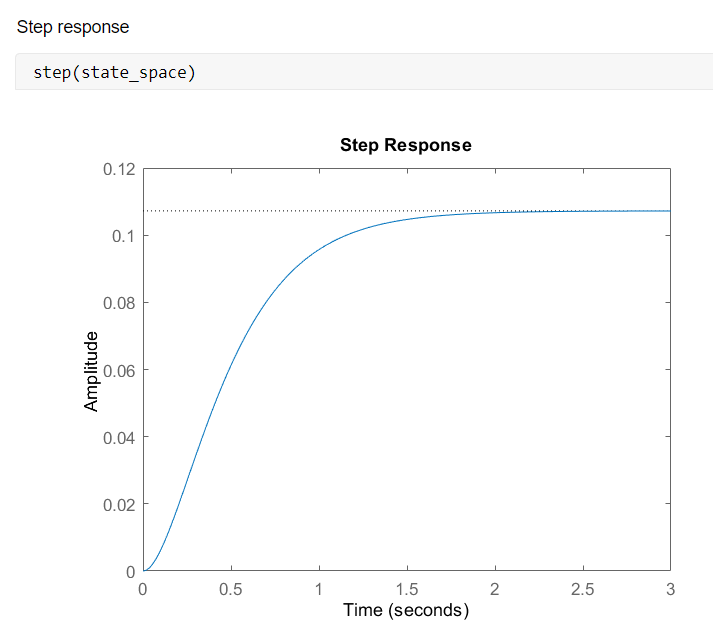 Step response
step(state_space)
Step Response
0.12
0.1
0.08
0.06
0.04
0.02
0
Amplitude
0 0.5 1 1.5 2 2.5 3
Time (seconds)